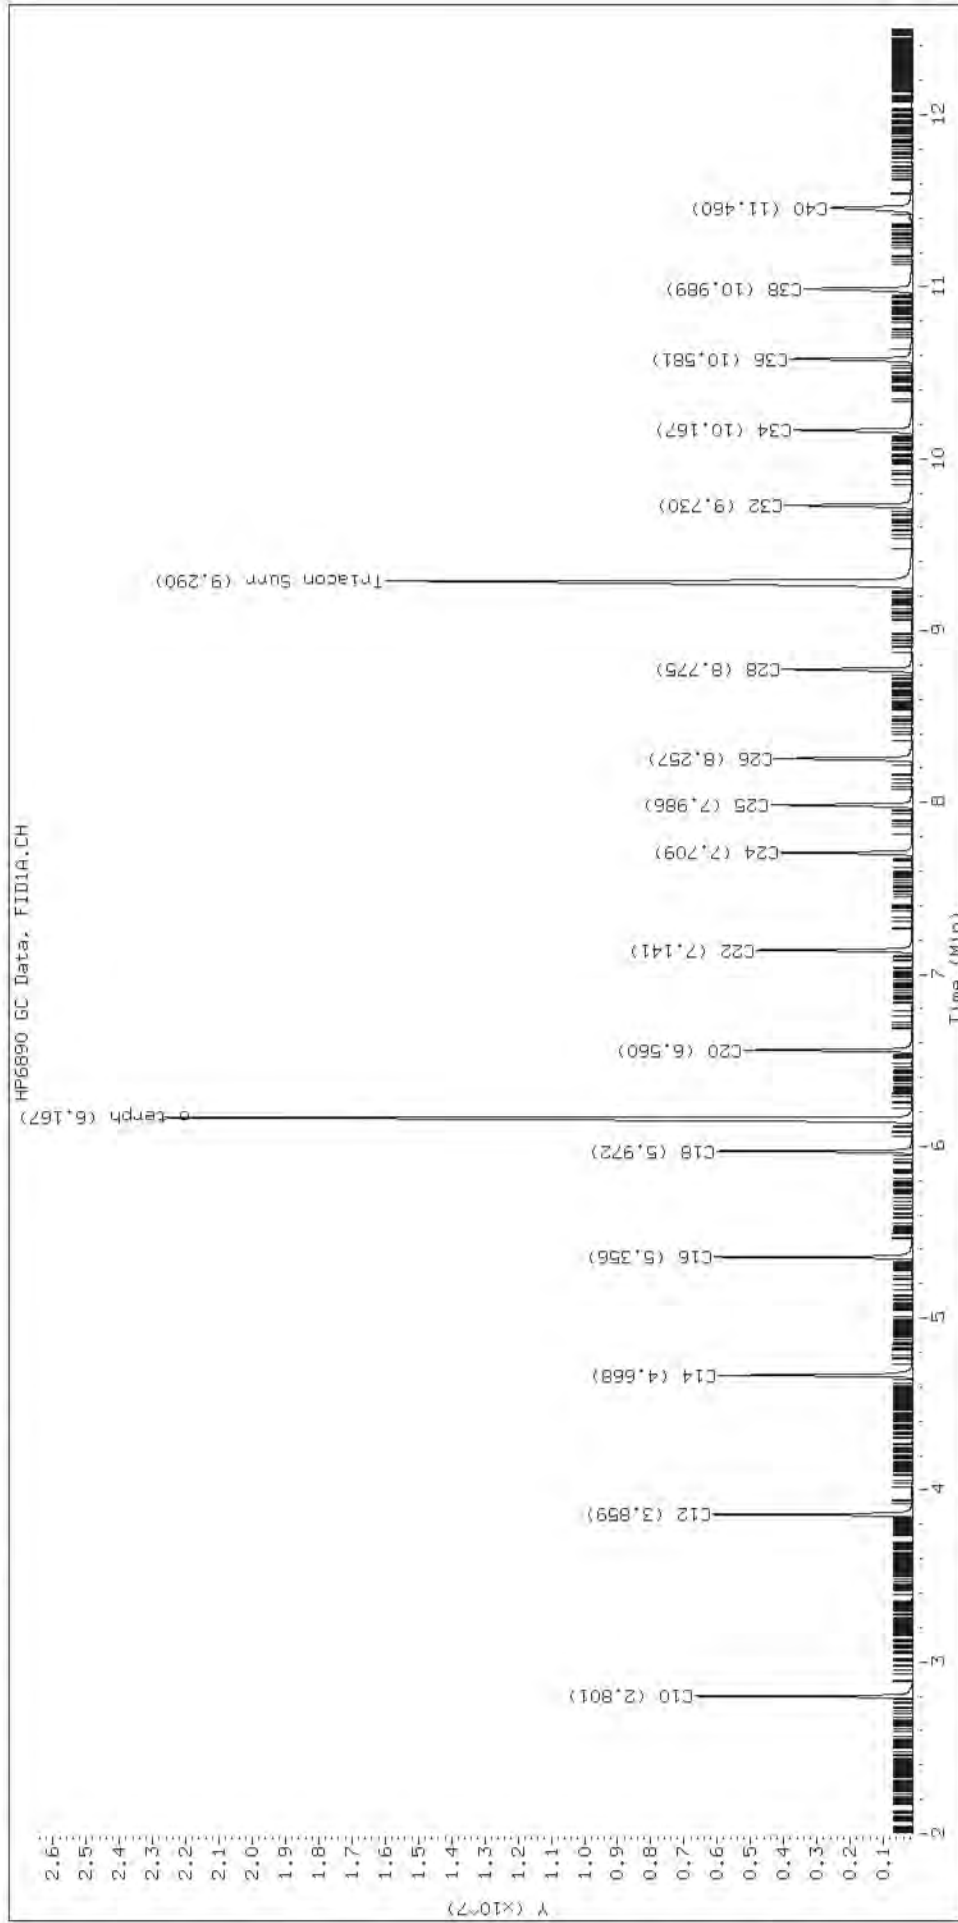 HP6890 GC Data, FID1A.CH
Y (x10^7)
2.6
2.5
2.4
2.3
2.2
2.1
2.0
1.9
1.8
1.7
1.6
1.5
1.4
1.3
1.2
1.1
1.0
0.9
0.8
0.7
0.6
0.5
0.4
0.3
0.2
0.1
C10 (2.801)
C12 (3.859)
C14 (4.668)
C16 (5.356)
C18 (5.972)
o terph (6.167)
C20 (6.560)
C22 (7.141)
C24 (7.709)
C25 (7.986)
C26 (8.257)
C28 (8.775)
Triacon Surr (9.290)
C32 (9.730)
C34 (10.167)
C36 (10.581)
C38 (10.989)
C40 (11.460)
2 3 4 5 6 7 8 9 10 11 12
Time (Min)